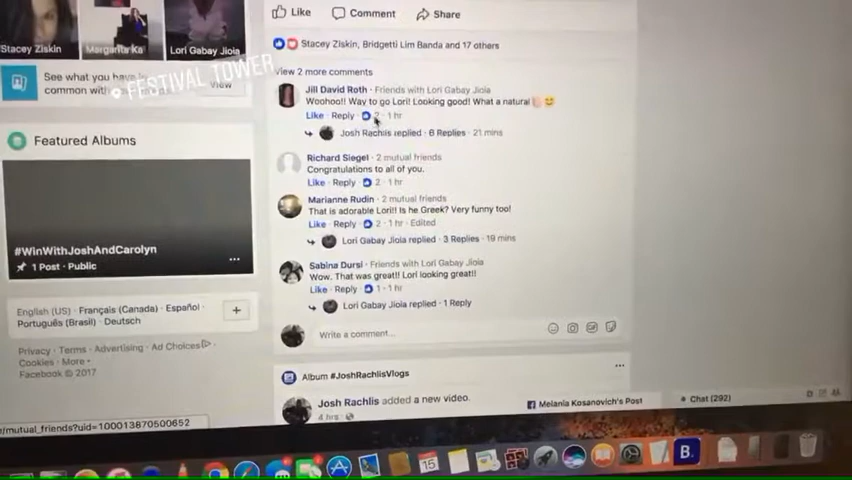 Stacey Ziskin
Margarita Ko
Lori Gabay Jioia
FESTIVAL TOWER
See what you have
common with
View
Featured Albums
#WinWithJoshAndCarolyn
1 Post · Public
English (US) · Français (Canada) · Español ·
Português (Brasil) · Deutsch
+
Privacy · Terms · Advertising · Ad Choices
Cookies · More
Facebook © 2017
/mutual_friends?uid=100013870500652
Like Comment Share
Stacey Ziskin, Bridgetti Lim Banda and 17 others
View 2 more comments
Jill David Roth · Friends with Lori Gabay Jioia
Woohoo!! Way to go Lori! Looking good! What a natural
Like · Reply · 2 · 1 hr
Josh Rachlis replied · 6 Replies · 21 mins
Richard Siegel · 2 mutual friends
Congratulations to all of you.
Like · Reply · 2 · 1 hr
Marianne Rudin · 2 mutual friends
That is adorable Lori!! Is he Greek? Very funny too!
Like · Reply · 2 · 1 hr · Edited
Lori Gabay Jioia replied · 3 Replies · 19 mins
Sabina Dursi · Friends with Lori Gabay Jioia
Wow. That was great!! Lori looking great!!
Like · Reply · 1 · 1 hr
Lori Gabay Jioia replied · 1 Reply
Write a comment...
Album #JoshRachlisVlogs
Josh Rachlis added a new video.
4 hrs
Melania Kosanovich's Post
Chat (292)
15
B.